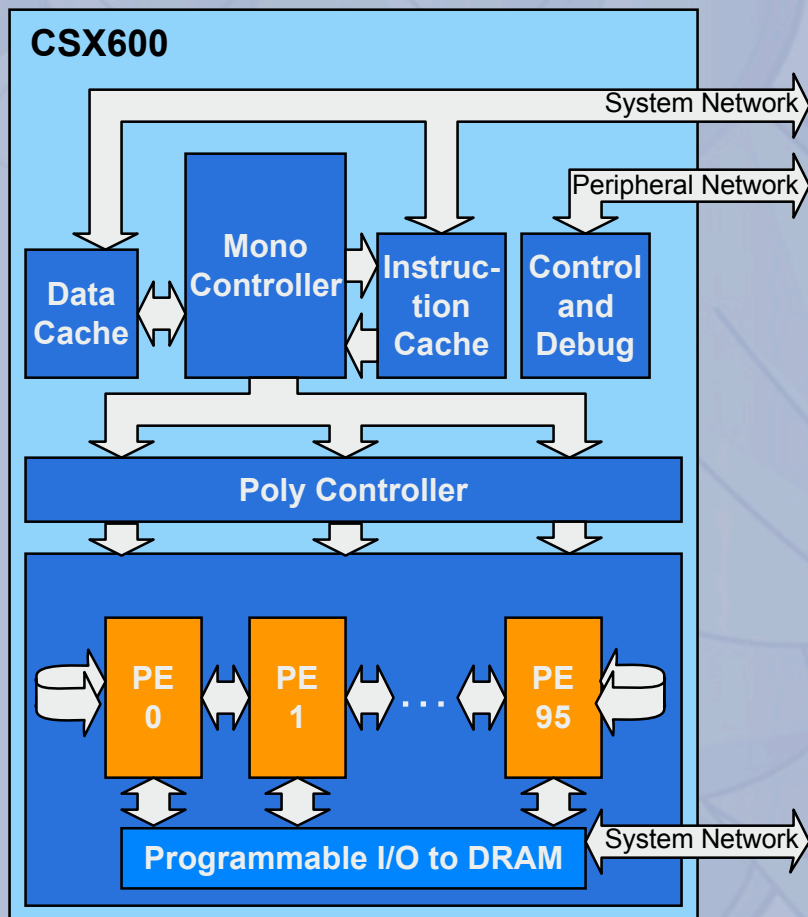 CSX600
System Network
Peripheral Network
Mono
Controller
Data
Cache
Instruc-
tion
Cache
Control
and
Debug
Poly Controller
PE
0
PE
1
...
PE
95
Programmable I/O to DRAM
System Network